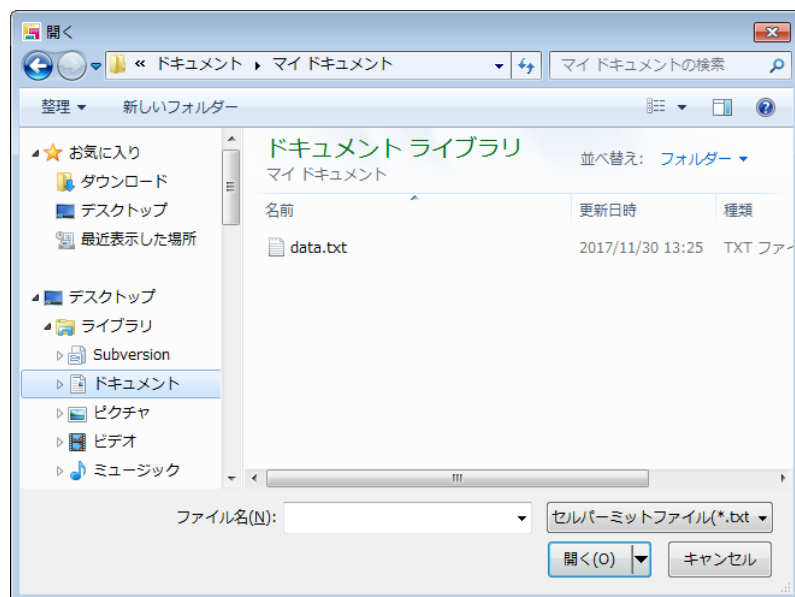 開く
« ドキュメント ▸ マイ ドキュメント
マイ ドキュメントの検索
整理 ▼ 新しいフォルダー
お気に入り
ダウンロード
デスクトップ
最近表示した場所
デスクトップ
ライブラリ
Subversion
ドキュメント
ピクチャ
ビデオ
ミュージック
ドキュメント ライブラリ
マイ ドキュメント
並べ替え: フォルダー ▼
名前 更新日時 種類
data.txt 2017/11/30 13:25 TXT ファ
ファイル名(N):
セルパーミットファイル(*.txt
開く(O)
キャンセル